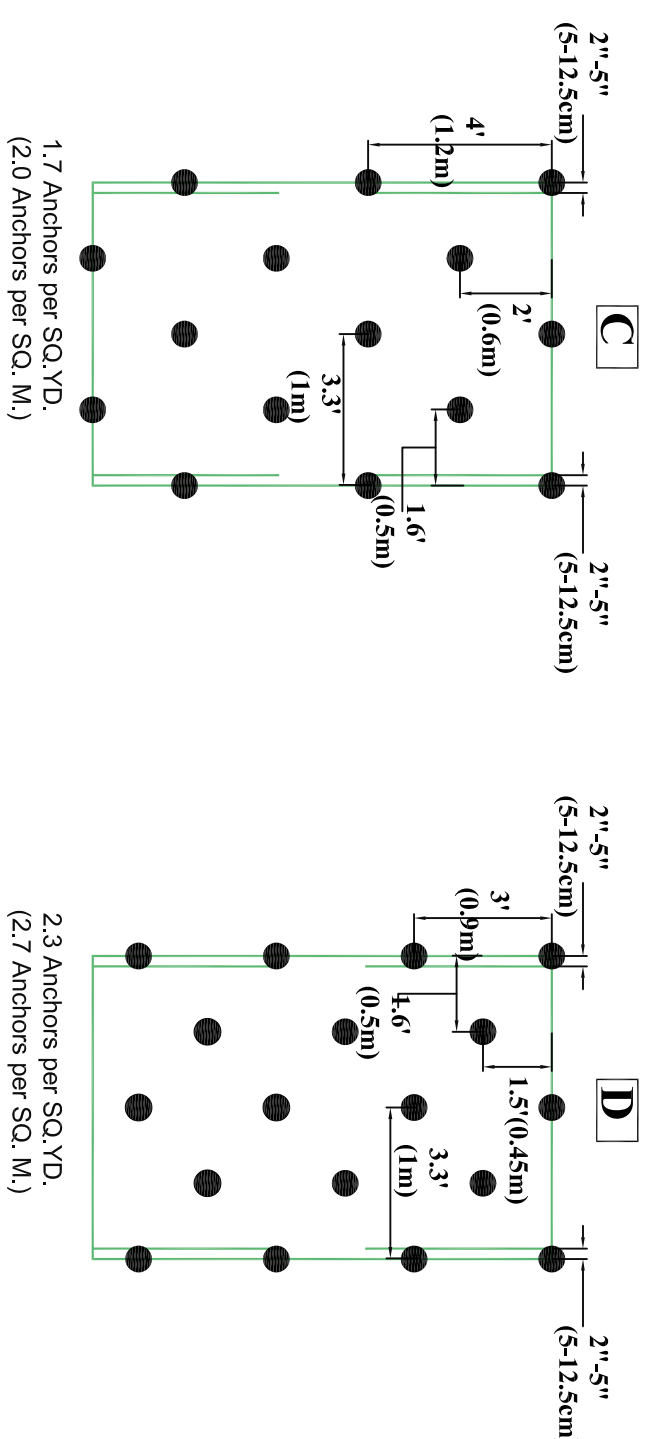 C
2"-5"
(5-12.5cm)
4'
(1.2m)
2'
(0.6m)
3.3'
(1m)
1.6'
(0.5m)
2"-5"
(5-12.5cm)
1.7 Anchors per SQ.YD.
(2.0 Anchors per SQ. M.)
D
2"-5"
(5-12.5cm)
3'
(0.9m)
1.6'
(0.5m)
1.5'(0.45m)
3.3'
(1m)
2"-5"
(5-12.5cm
2.3 Anchors per SQ.YD.
(2.7 Anchors per SQ. M.)